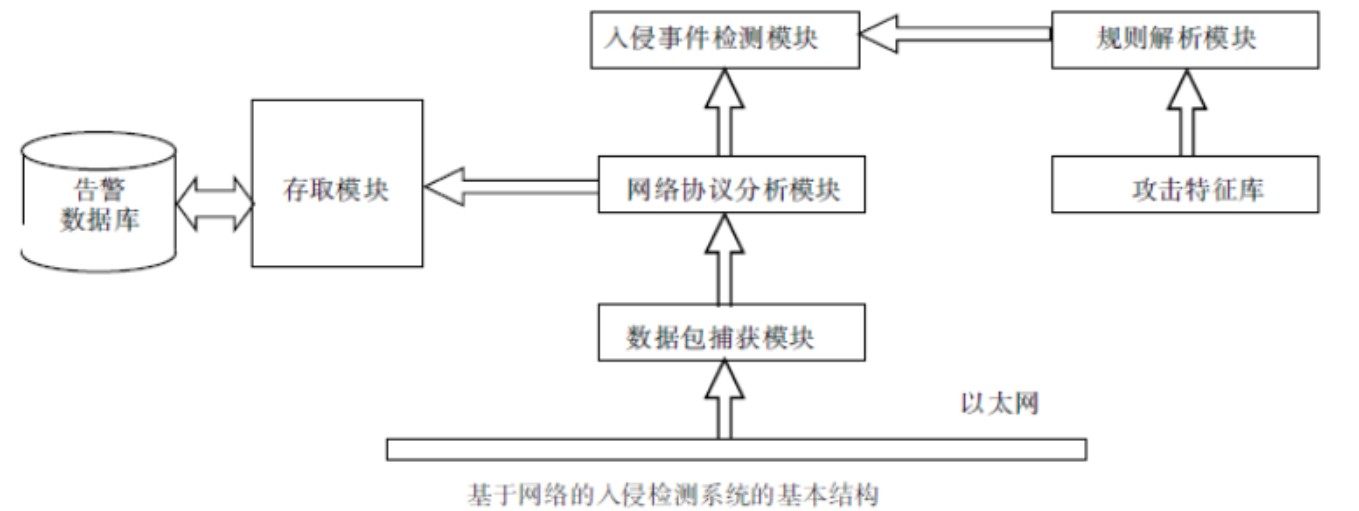 入侵事件检测模块
规则解析模块
告警
数据库
存取模块
网络协议分析模块
攻击特征库
数据包捕获模块
以太网
基于网络的入侵检测系统的基本结构